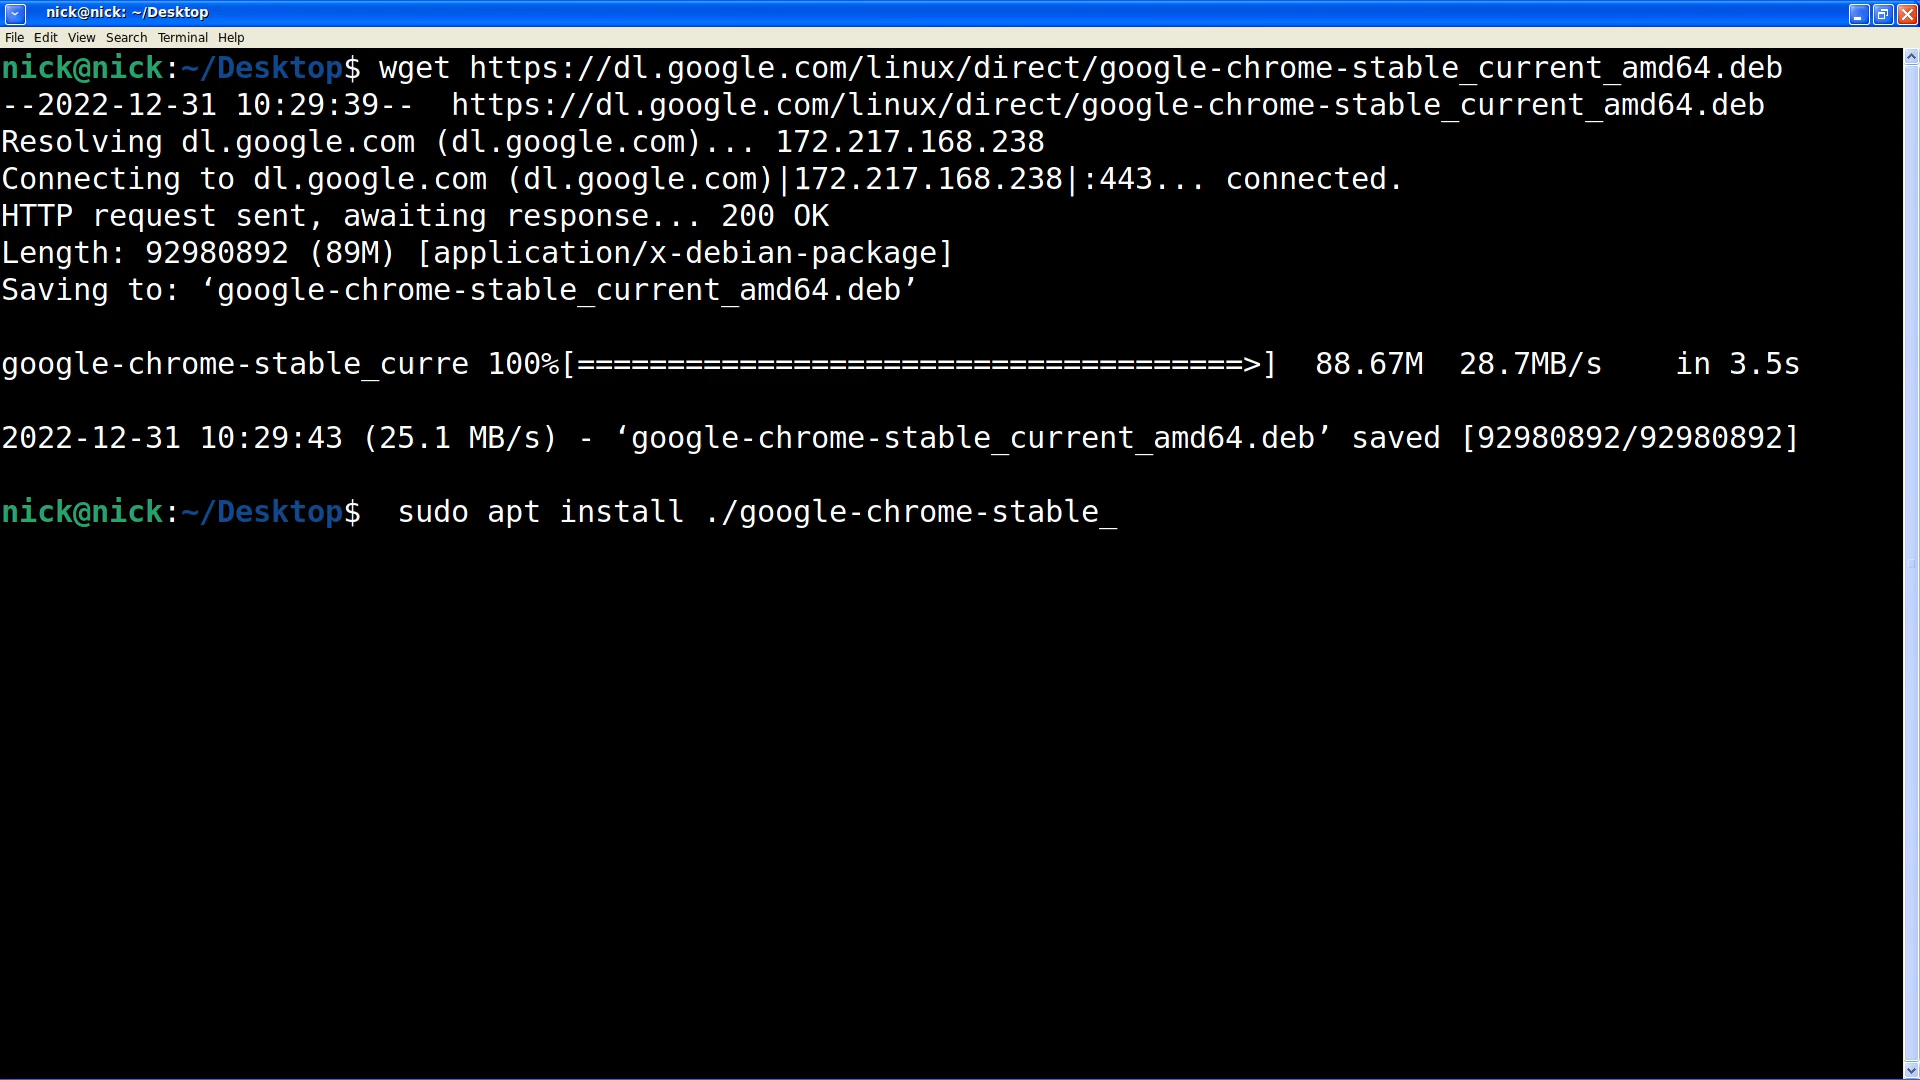 nick@nick: ~/Desktop
File Edit View Search Terminal Help
nick@nick:~/Desktop$ wget https://dl.google.com/linux/direct/google-chrome-stable_current_amd64.deb
--2022-12-31 10:29:39--  https://dl.google.com/linux/direct/google-chrome-stable_current_amd64.deb
Resolving dl.google.com (dl.google.com)... 172.217.168.238
Connecting to dl.google.com (dl.google.com)|172.217.168.238|:443... connected.
HTTP request sent, awaiting response... 200 OK
Length: 92980892 (89M) [application/x-debian-package]
Saving to: ‘google-chrome-stable_current_amd64.deb’
google-chrome-stable_curre 100%[=====================================>]  88.67M  28.7MB/s    in 3.5s
2022-12-31 10:29:43 (25.1 MB/s) - ‘google-chrome-stable_current_amd64.deb’ saved [92980892/92980892]
nick@nick:~/Desktop$  sudo apt install ./google-chrome-stable_